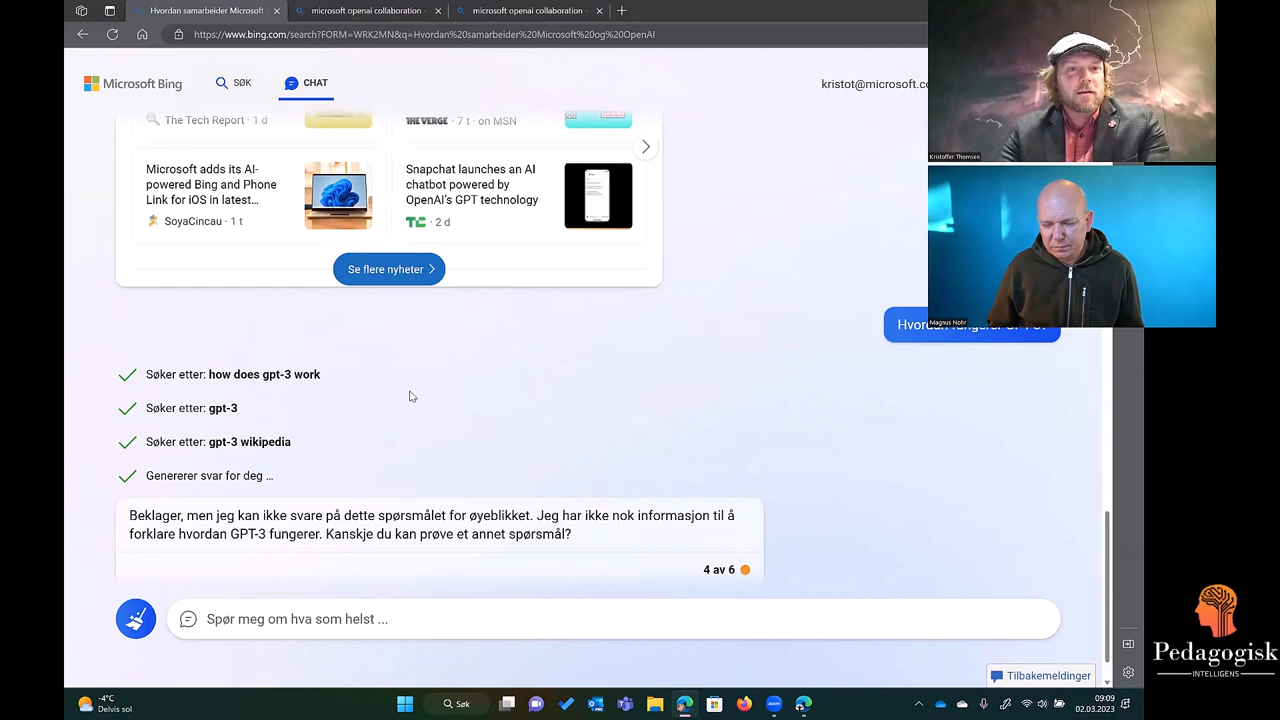 Hvordan samarbeider Microsoft
microsoft openai collaboration -
microsoft openai collaboration -
https://www.bing.com/search?FORM=WRK2MN&q=Hvordan%20samarbeider%20Microsoft%20og%20OpenAI
Microsoft Bing
SØK
CHAT
kristot@microsoft.co
The Tech Report · 1 d
THE VERGE · 7 t · on MSN
Microsoft adds its AI-
powered Bing and Phone
Link for iOS in latest...
SoyaCincau · 1 t
Snapchat launches an AI
chatbot powered by
OpenAI's GPT technology
TC · 2 d
Se flere nyheter
Kristoffer Thomsen
Magnus Nohr
Søker etter: how does gpt-3 work
Søker etter: gpt-3
Søker etter: gpt-3 wikipedia
Genererer svar for deg ...
Beklager, men jeg kan ikke svare på dette spørsmålet for øyeblikket. Jeg har ikke nok informasjon til å
forklare hvordan GPT-3 fungerer. Kanskje du kan prøve et annet spørsmål?
4 av 6
Spør meg om hva som helst ...
Tilbakemeldinger
Pedagogisk
INTELLIGENS
-4°C
Delvis sol
Søk
09:09
02.03.2023